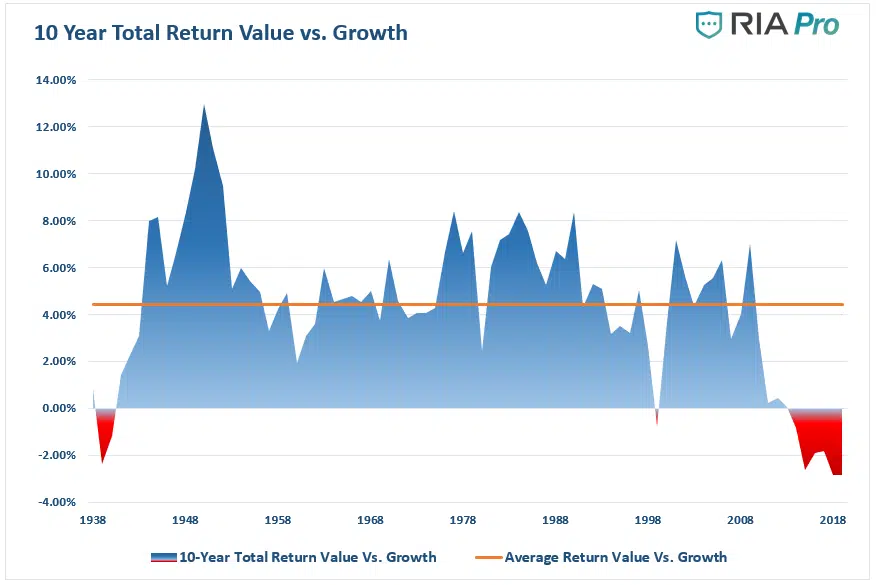 10 Year Total Return Value vs. Growth
RIA Pro
14.00%
12.00%
10.00%
8.00%
6.00%
4.00%
2.00%
0.00%
-2.00%
-4.00%
1938 1948 1958 1968 1978 1988 1998 2008 2018
10-Year Total Return Value Vs. Growth Average Return Value Vs. Growth